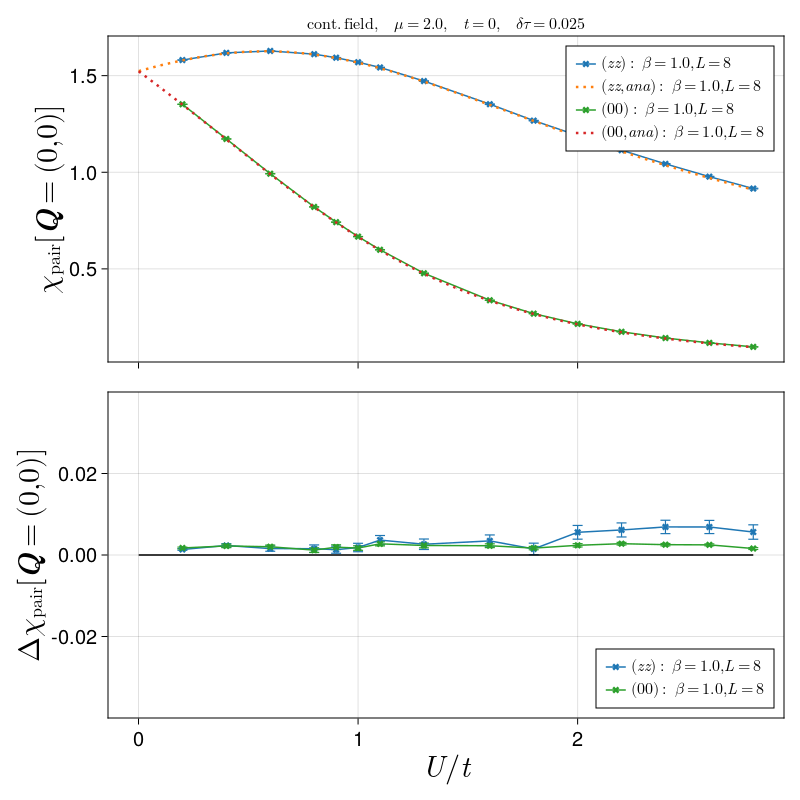 cont. field, μ = 2.0, t = 0, δτ = 0.025
χ_pair[Q = (0,0)]
1.5
1.0
0.5
(zz) : β = 1.0,L = 8
(zz,ana) : β = 1.0,L = 8
(00) : β = 1.0,L = 8
(00,ana) : β = 1.0,L = 8
Δχ_pair[Q = (0,0)]
0.02
0.00
-0.02
(zz) : β = 1.0,L = 8
(00) : β = 1.0,L = 8
0 1 2
U/t